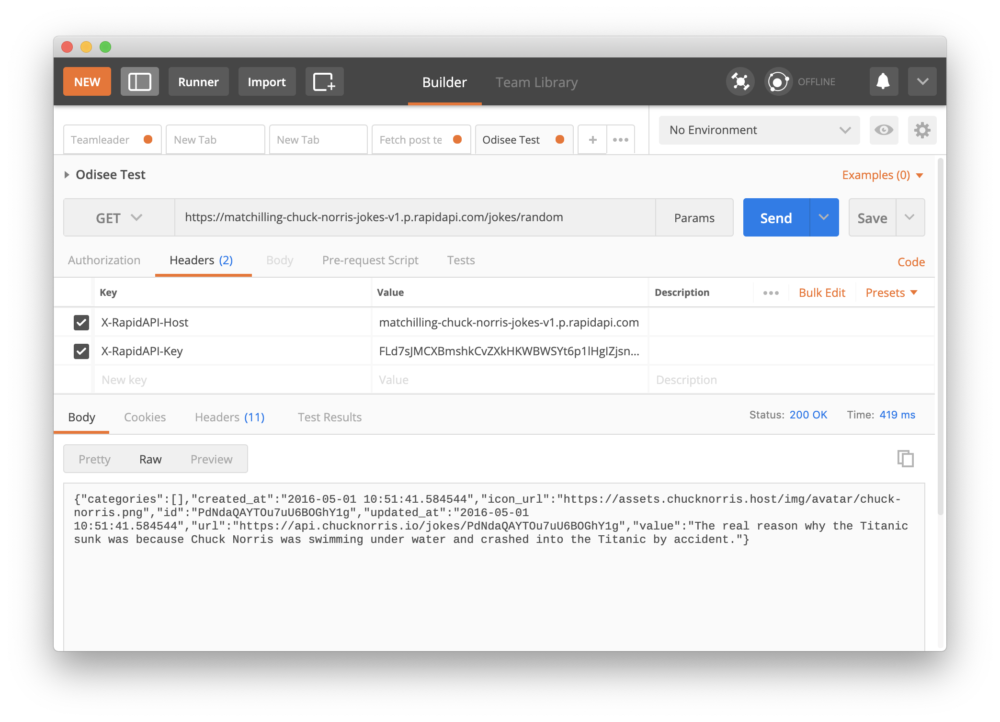 NEW
Runner
Import
Builder
Team Library
OFFLINE
Teamleader
New Tab
New Tab
Fetch post te
Odisee Test
No Environment
Odisee Test
Examples (0)
GET
https://matchilling-chuck-norris-jokes-v1.p.rapidapi.com/jokes/random
Params
Send
Save
Authorization
Headers (2)
Body
Pre-request Script
Tests
Code
Key
Value
Description
Bulk Edit
Presets
X-RapidAPI-Host
matchilling-chuck-norris-jokes-v1.p.rapidapi.com
X-RapidAPI-Key
FLd7sJMCXBmshkCvZXkHKWBWSYt6p1lHgIZjsn...
New key
Value
Description
Body
Cookies
Headers (11)
Test Results
Status: 200 OK
Time: 419 ms
Pretty
Raw
Preview
{"categories":[],"created_at":"2016-05-01 10:51:41.584544","icon_url":"https://assets.chucknorris.host/img/avatar/chuck-
norris.png","id":"PdNdaQAYTOu7uU6BOGhY1g","updated_at":"2016-05-01
10:51:41.584544","url":"https://api.chucknorris.io/jokes/PdNdaQAYTOu7uU6BOGhY1g","value":"The real reason why the Titanic
sunk was because Chuck Norris was swimming under water and crashed into the Titanic by accident."}